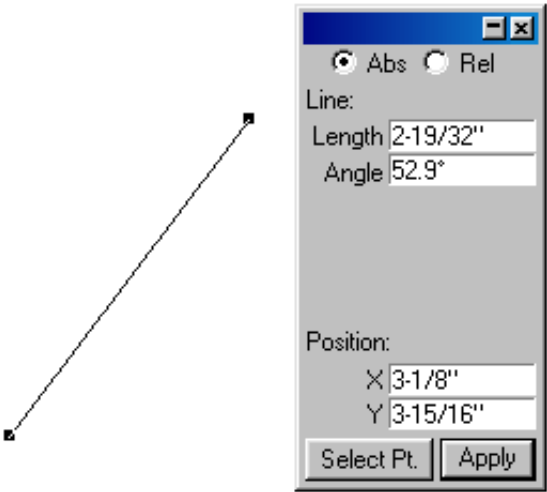 Abs Rel
Line:
Length 2-19/32"
Angle 52.9°
Position:
X 3-1/8"
Y 3-15/16"
Select Pt. Apply